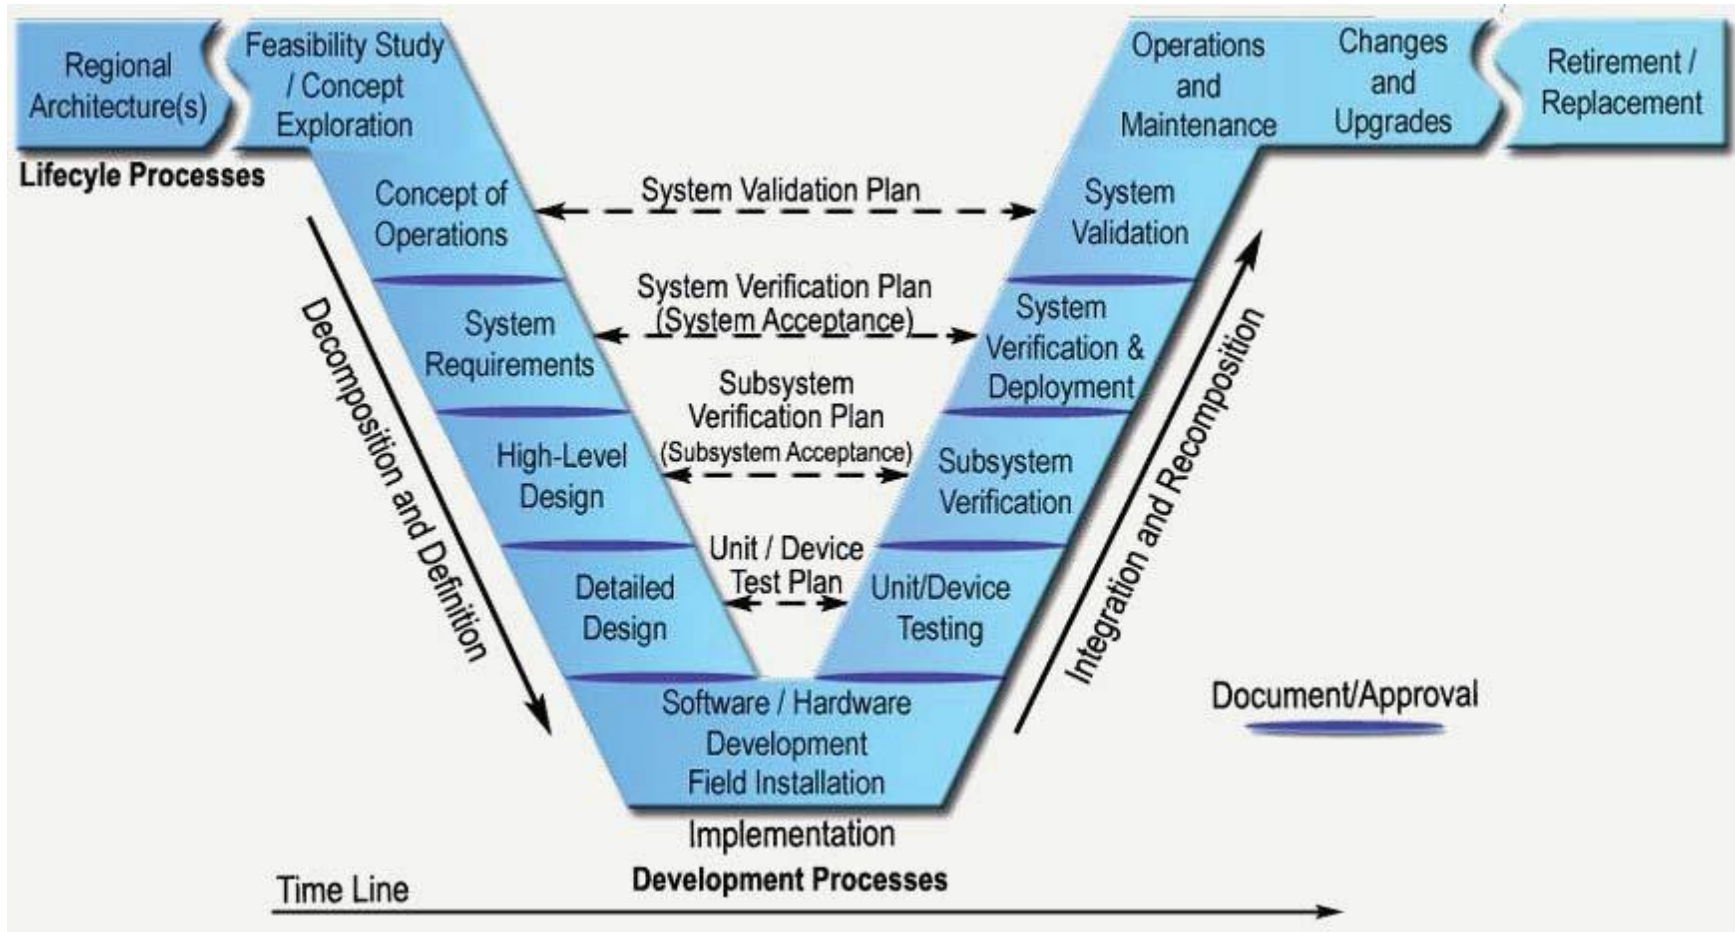 Regional
Architecture(s)
Feasibility Study
/ Concept
Exploration
Operations
and
Maintenance
Changes
and
Upgrades
Retirement /
Replacement
Lifecyle Processes
Concept of
Operations
System Validation Plan
System
Validation
System
Requirements
System Verification Plan
(System Acceptance)
System
Verification &
Deployment
High-Level
Design
Subsystem
Verification Plan
(Subsystem Acceptance)
Subsystem
Verification
Detailed
Design
Unit / Device
Test Plan
Unit/Device
Testing
Decomposition and Definition
Integration and Recomposition
Software / Hardware
Development
Field Installation
Document/Approval
Implementation
Development Processes
Time Line